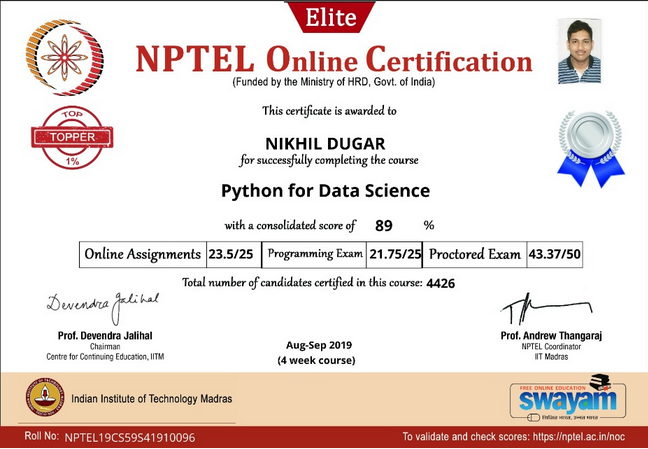 Elite
NPTEL Online Certification
(Funded by the Ministry of HRD, Govt. of India)
This certificate is awarded to
TOP
TOPPER
1%
NIKHIL DUGAR
for successfully completing the course
Python for Data Science
with a consolidated score of 89 %
Online Assignments 23.5/25 Programming Exam 21.75/25 Proctored Exam 43.37/50
Total number of candidates certified in this course: 4426
Devendra Jalihal
Prof. Devendra Jalihal
Chairman
Centre for Continuing Education, IITM
Aug-Sep 2019
(4 week course)
Prof. Andrew Thangaraj
NPTEL Coordinator
IIT Madras
Indian Institute of Technology Madras
FREE ONLINE EDUCATION
swayam
शिक्षित भारत, उन्नत भारत
Roll No: NPTEL19CS59S41910096
To validate and check scores: https://nptel.ac.in/noc